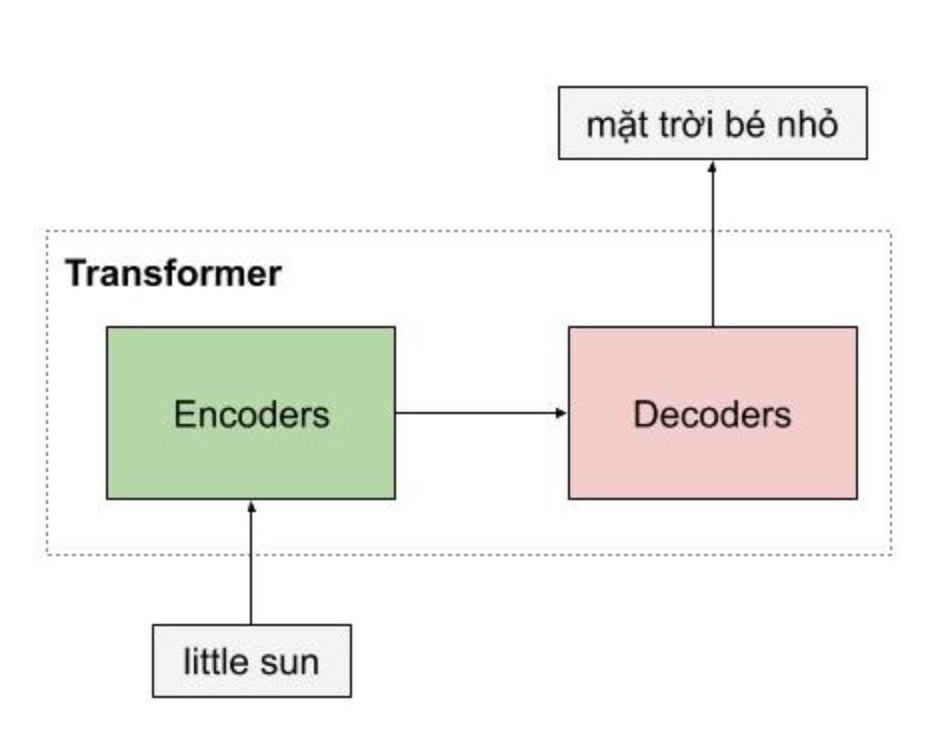 mặt trời bé nhỏ
Transformer
Encoders
Decoders
little sun